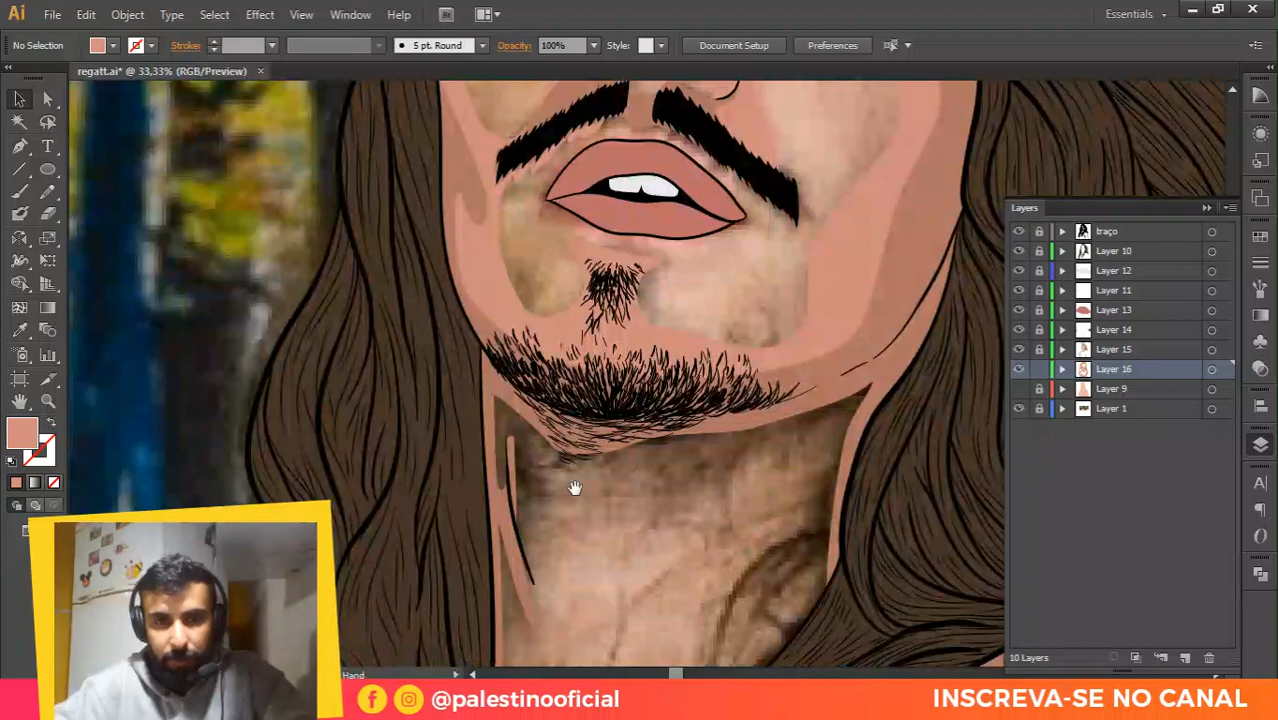 Ai File Edit Object Type Select Effect View Window Help Br Essentials
No Selection Stroke: 5 pt. Round Opacity: 100% Style: Document Setup Preferences
regatt.ai* @ 33,33% (RGB/Preview)
Layers
traço
Layer 10
Layer 12
Layer 11
Layer 13
Layer 14
Layer 15
Layer 16
Layer 9
Layer 1
10 Layers
Hand
@palestinooficial
INSCREVA-SE NO CANAL